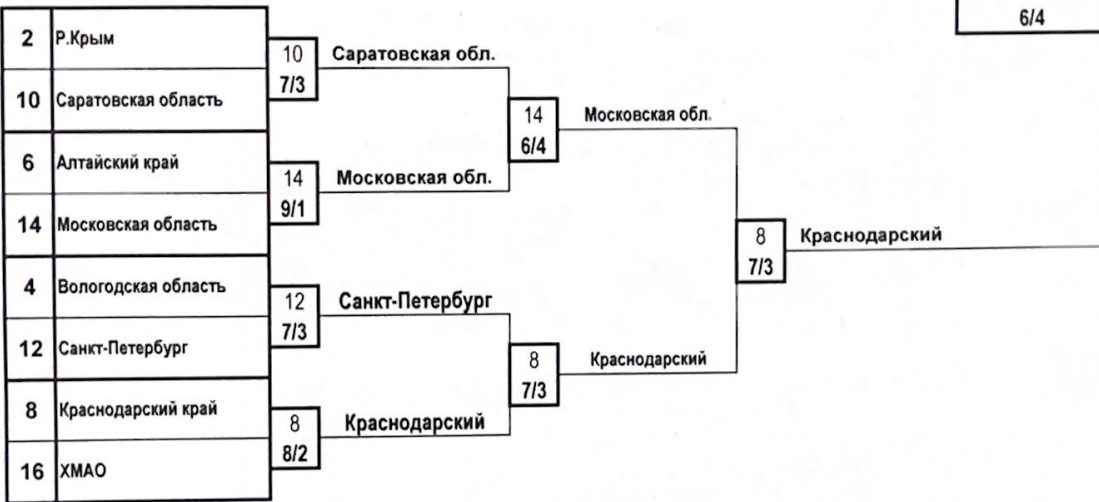 6/4
2 Р.Крым
10 Саратовская область
6 Алтайский край
14 Московская область
4 Вологодская область
12 Санкт-Петербург
8 Краснодарский край
16 ХМАО
10
7/3
Саратовская обл.
14
9/1
Московская обл.
12
7/3
Санкт-Петербург
8
8/2
Краснодарский
14
6/4
Московская обл.
8
7/3
Краснодарский
8
7/3
Краснодарский